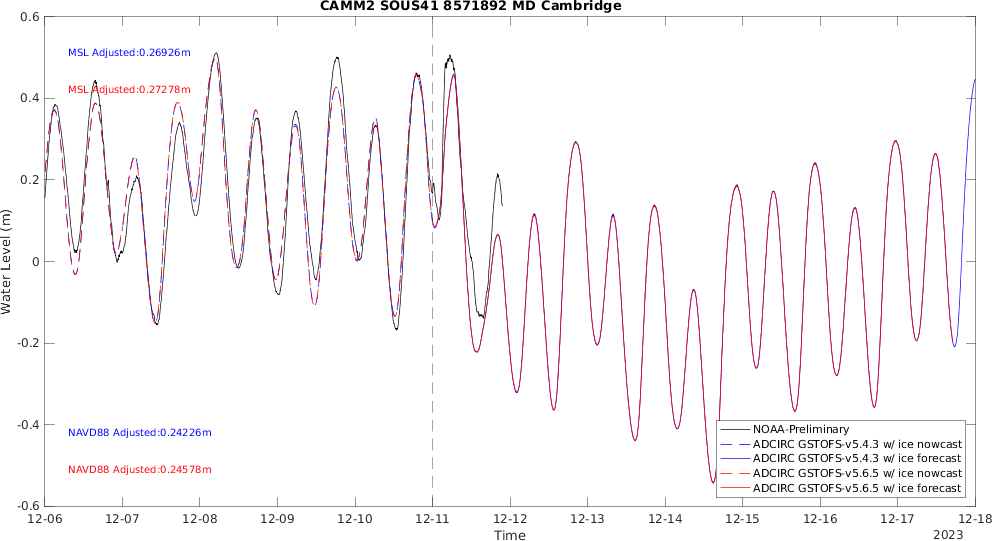 CAMM2 SOUS41 8571892 MD Cambridge
0.6
0.4
0.2
0
-0.2
-0.4
-0.6
Water Level (m)
MSL Adjusted:0.26926m
MSL Adjusted:0.27278m
NAVD88 Adjusted:0.24226m
NAVD88 Adjusted:0.24578m
NOAA-Preliminary
ADCIRC GSTOFS-v5.4.3 w/ ice nowcast
ADCIRC GSTOFS-v5.4.3 w/ ice forecast
ADCIRC GSTOFS-v5.6.5 w/ ice nowcast
ADCIRC GSTOFS-v5.6.5 w/ ice forecast
12-06 12-07 12-08 12-09 12-10 12-11 12-12 12-13 12-14 12-15 12-16 12-17 12-18
Time
2023